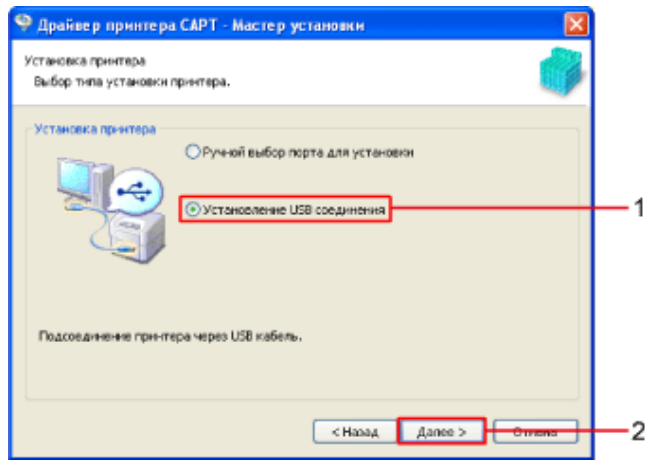 Драйвер принтера CAPT - Мастер установки
Установка принтера
Выбор типа установки принтера.
Установка принтера
Ручной выбор порта для установки
Установление USB соединения
1
Подсоединение принтера через USB кабель.
< Назад
Далее >
Отмена
2